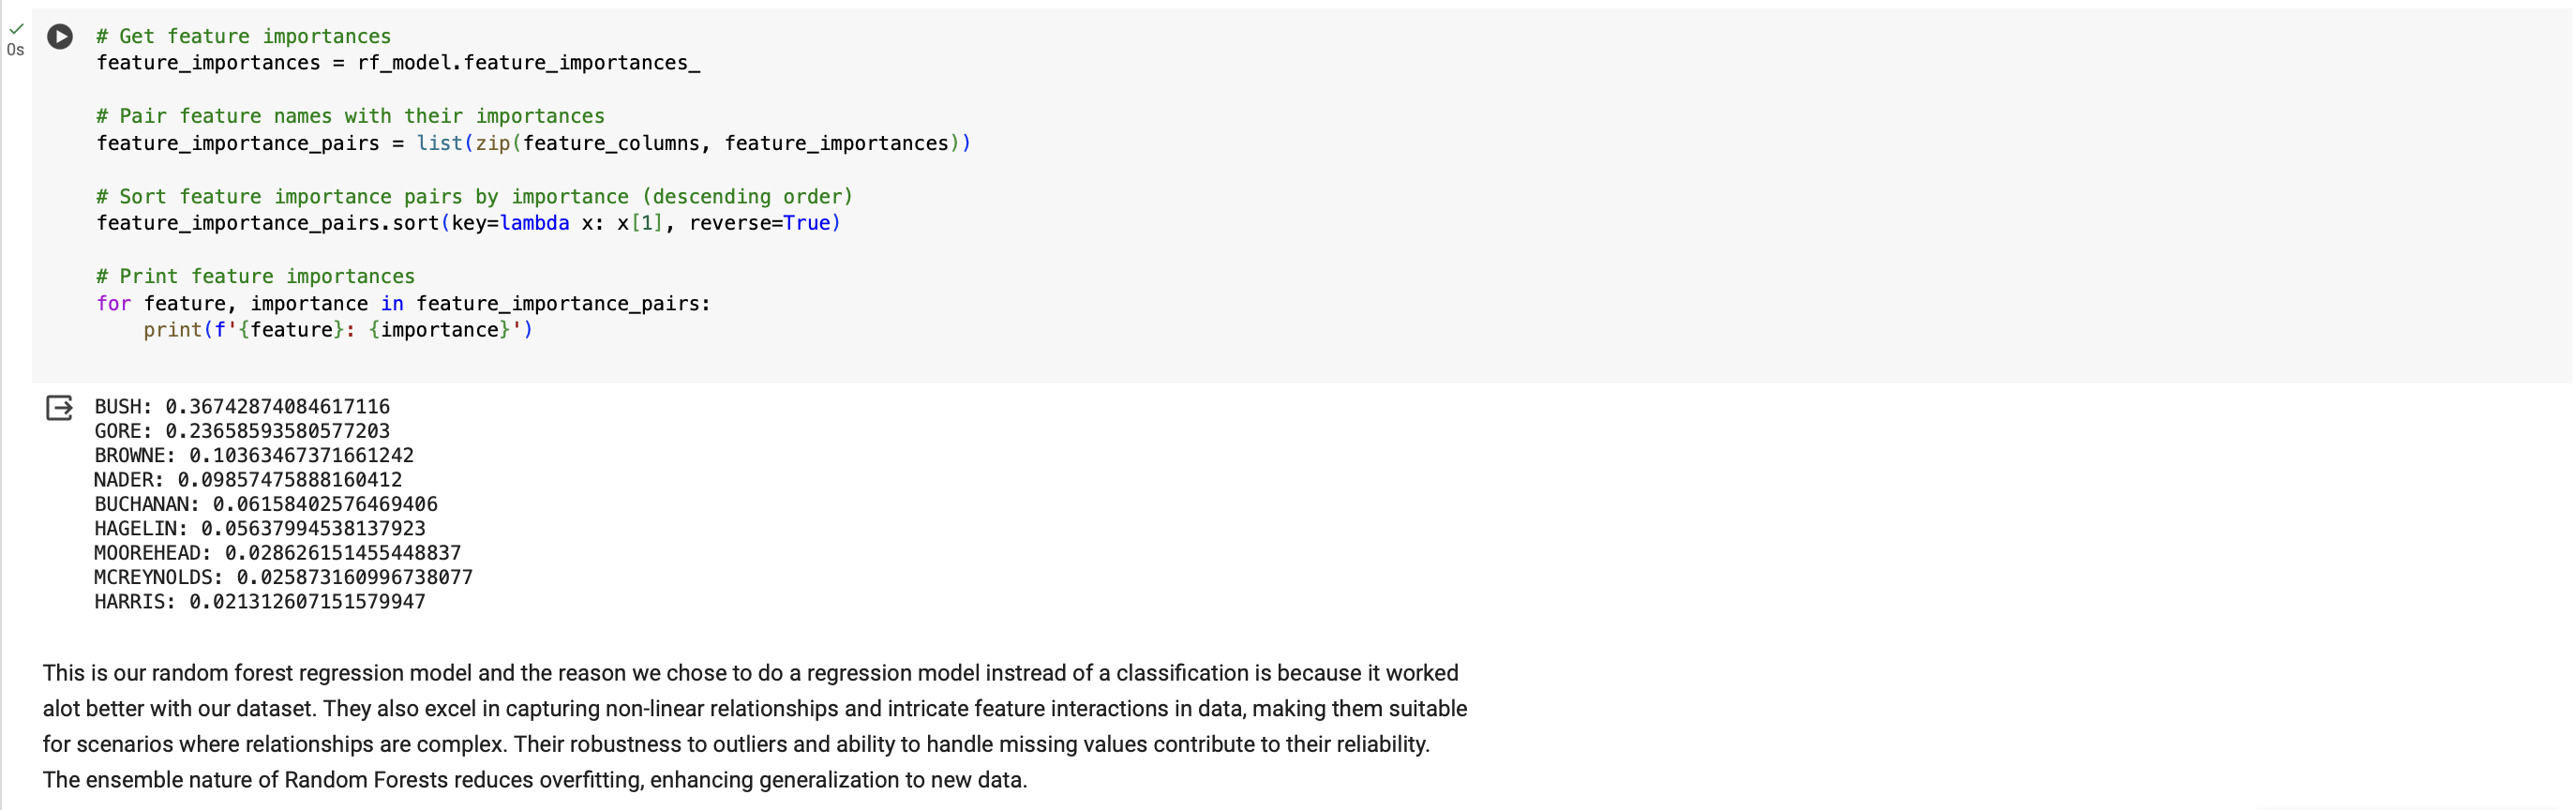 0s
# Get feature importances
feature_importances = rf_model.feature_importances_
# Pair feature names with their importances
feature_importance_pairs = list(zip(feature_columns, feature_importances))
# Sort feature importance pairs by importance (descending order)
feature_importance_pairs.sort(key=lambda x: x[1], reverse=True)
# Print feature importances
for feature, importance in feature_importance_pairs:
    print(f'{feature}: {importance}')
BUSH: 0.36742874084617116
GORE: 0.23658593580577203
BROWNE: 0.10363467371661242
NADER: 0.09857475888160412
BUCHANAN: 0.06158402576469406
HAGELIN: 0.05637994538137923
MOOREHEAD: 0.028626151455448837
MCREYNOLDS: 0.025873160996738077
HARRIS: 0.021312607151579947
This is our random forest regression model and the reason we chose to do a regression model instread of a classification is because it worked
alot better with our dataset. They also excel in capturing non-linear relationships and intricate feature interactions in data, making them suitable
for scenarios where relationships are complex. Their robustness to outliers and ability to handle missing values contribute to their reliability.
The ensemble nature of Random Forests reduces overfitting, enhancing generalization to new data.